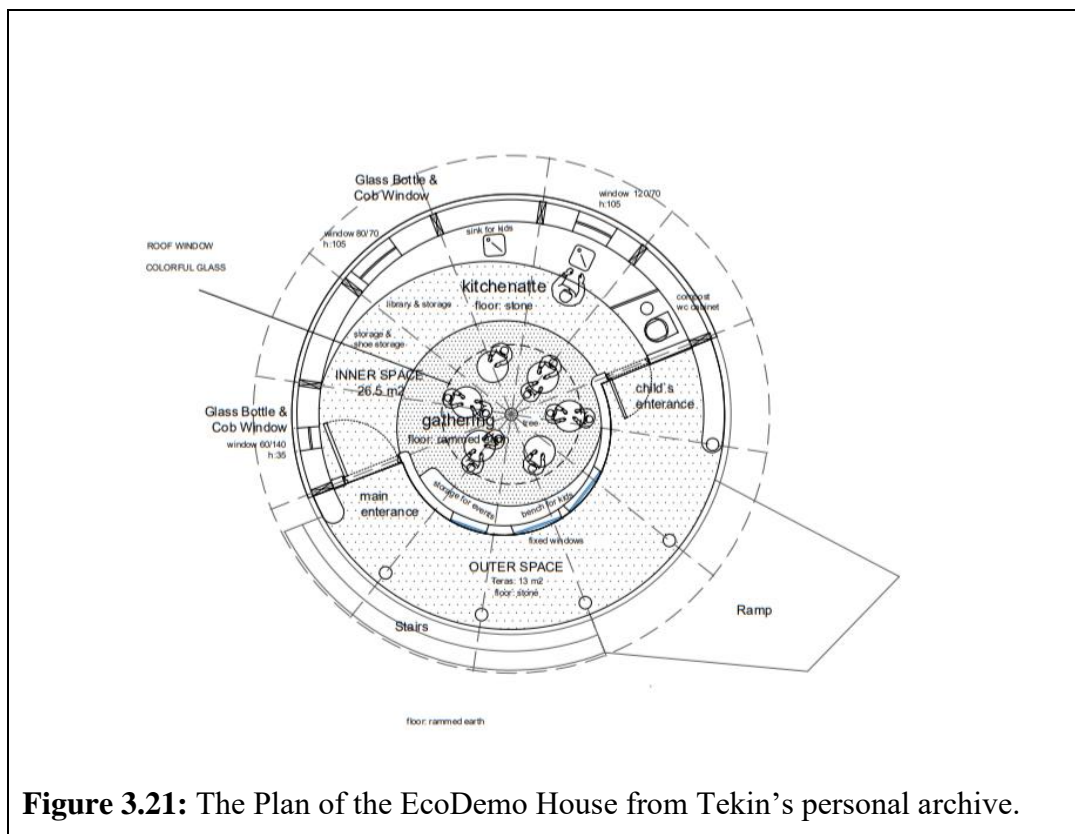 Glass Bottle &
Cob Window
window 120/70
h:105
sink for kids
window 80/70
h:105
ROOF WINDOW
COLORFUL GLASS
kitchenatte
floor: stone
library & storage
compost
wc cabinet
storage &
shoe storage
INNER SPACE
26.5 m2
child's
enterance
Glass Bottle &
Cob Window
window 60/140
h:35
gathering
tree
floor: rammed earth
main
enterance
storage for events
bench for kids
fixed windows
OUTER SPACE
Teras: 13 m2
floor: stone
Stairs
Ramp
floor: rammed earth
Figure 3.21: The Plan of the EcoDemo House from Tekin's personal archive.